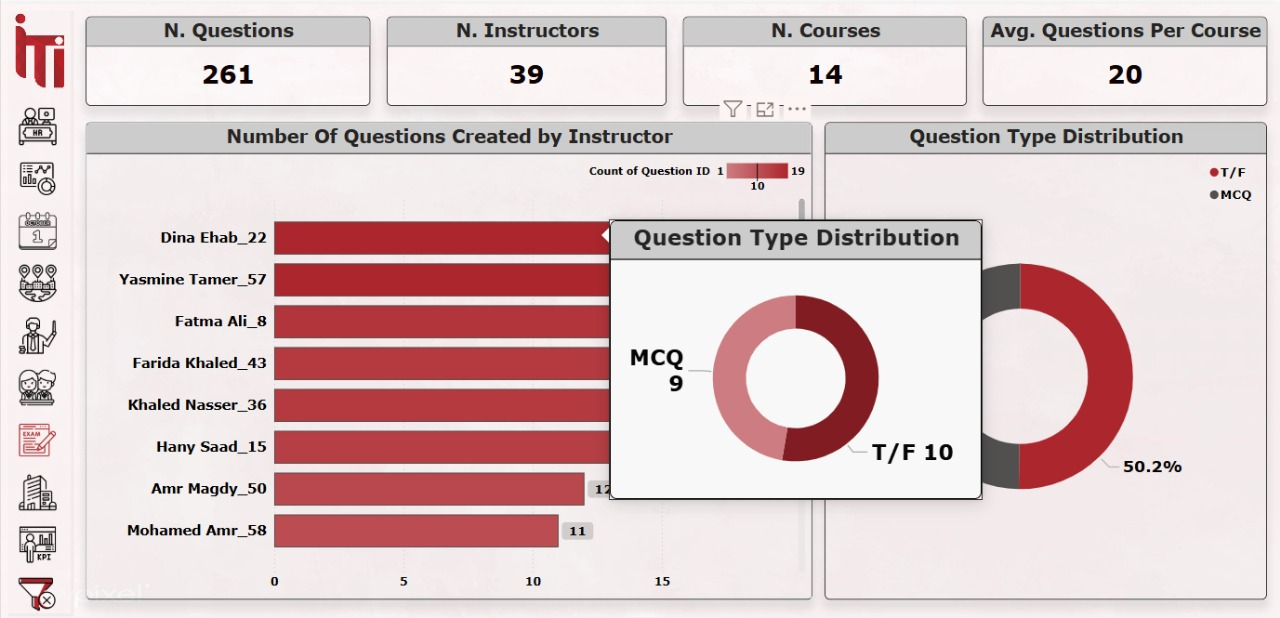 iTi
N. Questions
261
N. Instructors
39
N. Courses
14
Avg. Questions Per Course
20
HR
OCTOBER
1
EXAM
KPI
Number Of Questions Created by Instructor
Count of Question ID 1 19
10
Dina Ehab_22
Yasmine Tamer_57
Fatma Ali_8
Farida Khaled_43
Khaled Nasser_36
Hany Saad_15
Amr Magdy_50
12
Mohamed Amr_58
11
0 5 10 15
Question Type Distribution
MCQ
9
T/F 10
Question Type Distribution
T/F
MCQ
50.2%